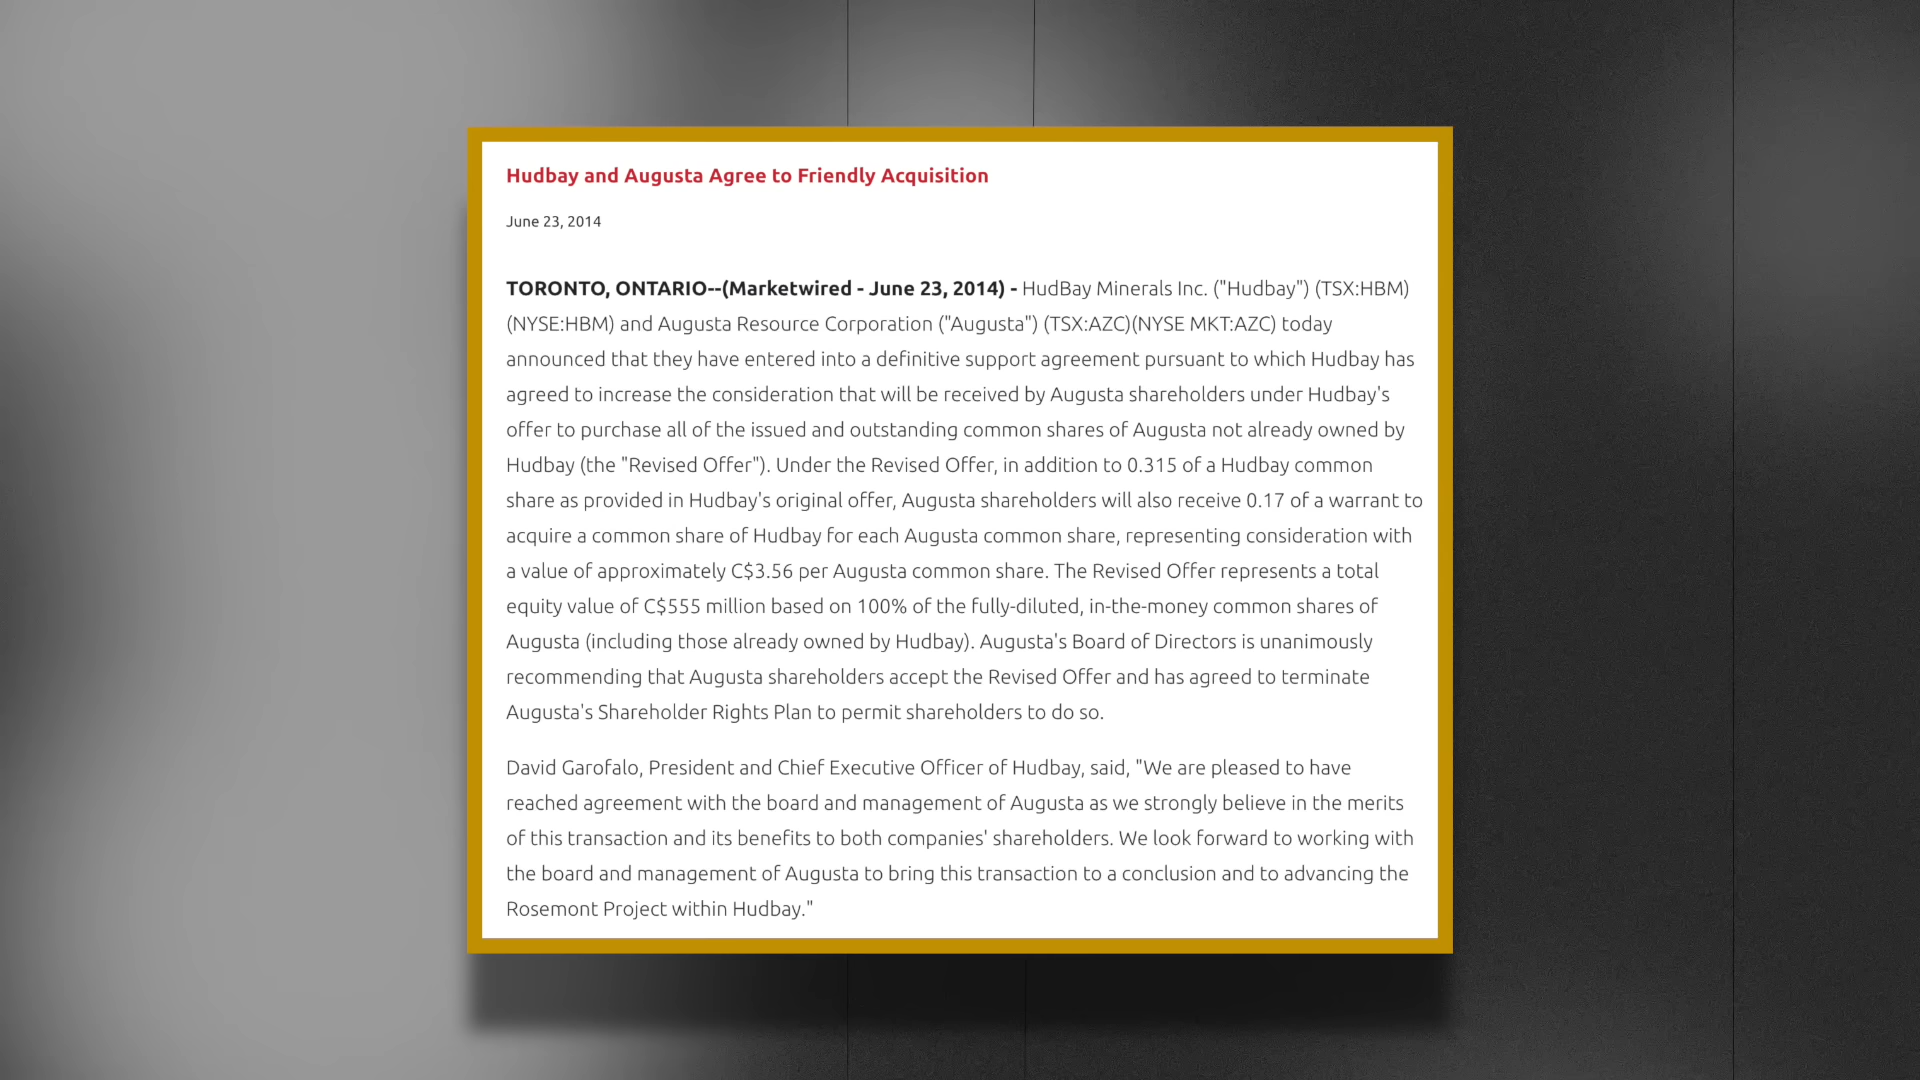 Hudbay and Augusta Agree to Friendly Acquisition
June 23, 2014
TORONTO, ONTARIO--(Marketwired - June 23, 2014) - HudBay Minerals Inc. ("Hudbay") (TSX:HBM)
(NYSE:HBM) and Augusta Resource Corporation ("Augusta") (TSX:AZC)(NYSE MKT:AZC) today
announced that they have entered into a definitive support agreement pursuant to which Hudbay has
agreed to increase the consideration that will be received by Augusta shareholders under Hudbay's
offer to purchase all of the issued and outstanding common shares of Augusta not already owned by
Hudbay (the "Revised Offer"). Under the Revised Offer, in addition to 0.315 of a Hudbay common
share as provided in Hudbay's original offer, Augusta shareholders will also receive 0.17 of a warrant to
acquire a common share of Hudbay for each Augusta common share, representing consideration with
a value of approximately C$3.56 per Augusta common share. The Revised Offer represents a total
equity value of C$555 million based on 100% of the fully-diluted, in-the-money common shares of
Augusta (including those already owned by Hudbay). Augusta's Board of Directors is unanimously
recommending that Augusta shareholders accept the Revised Offer and has agreed to terminate
Augusta's Shareholder Rights Plan to permit shareholders to do so.
David Garofalo, President and Chief Executive Officer of Hudbay, said, "We are pleased to have
reached agreement with the board and management of Augusta as we strongly believe in the merits
of this transaction and its benefits to both companies' shareholders. We look forward to working with
the board and management of Augusta to bring this transaction to a conclusion and to advancing the
Rosemont Project within Hudbay."